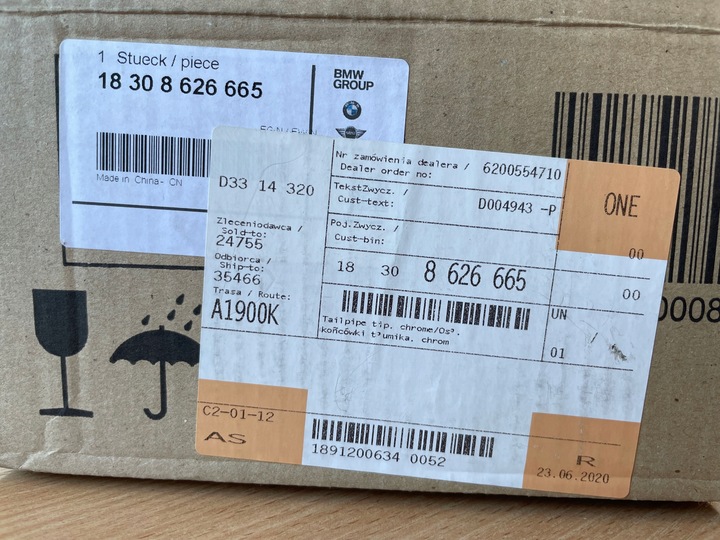 1 Stueck / piece
18 30 8 626 665
BMW
GROUP
Made in China - CN
D33 14 320
Nr zamówienia dealera /
Dealer order no:
6200554710
TekstZwycz. /
Cust-text:
D004943 -P
ONE
Zleceniodawca /
Sold-to:
24755
Poj.Zwycz. /
Cust-bin:
00
Odbiorca /
Ship-to:
35466
18 30 8 626 665
00
Trasa / Route:
A1900K
UN
/
01
Tailpipe tip. chrome/Os².
końcówki t³umika. chrom
0008
C2-01-12
AS
1891200634 0052
R
23.06.2020